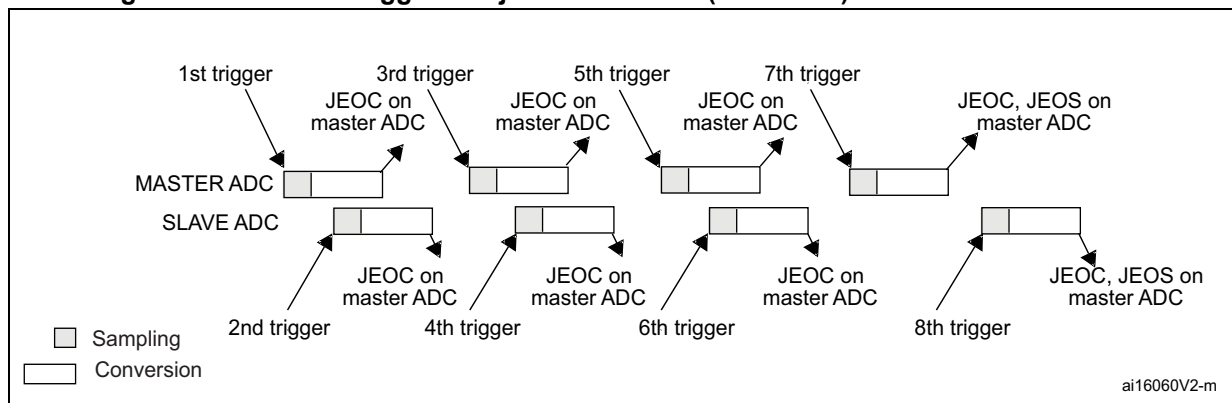 1st trigger
3rd trigger
5th trigger
7th trigger
JEOC on
master ADC
JEOC on
master ADC
JEOC on
master ADC
JEOC, JEOS on
master ADC
MASTER ADC
SLAVE ADC
JEOC on
master ADC
JEOC on
master ADC
JEOC on
master ADC
JEOC, JEOS on
master ADC
2nd trigger
4th trigger
6th trigger
8th trigger
Sampling
Conversion
ai16060V2-m